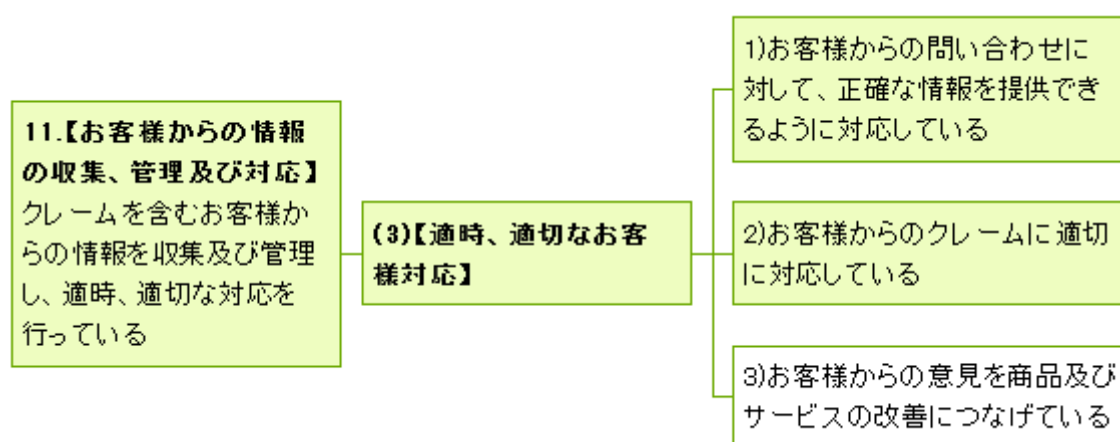 11.【お客様からの情報
の収集、管理及び対応】
クレームを含むお客様か
らの情報を収集及び管理
し、適時、適切な対応を
行っている
(3)【適時、適切なお客
様対応】
1)お客様からの問い合わせに
対して、正確な情報を提供でき
るように対応している
2)お客様からのクレームに適切
に対応している
3)お客様からの意見を商品及び
サービスの改善につなげている